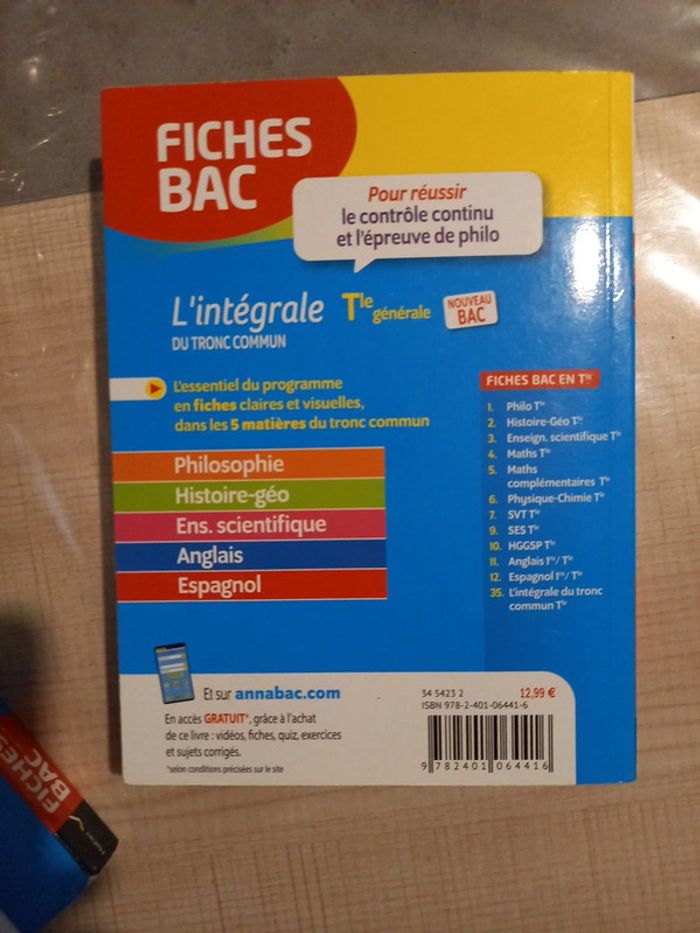 FICHES
BAC
Pour réussir
le contrôle continu
et l'épreuve de philo
L'intégrale Tle générale
NOUVEAU
BAC
DU TRONC COMMUN
L'essentiel du programme
en fiches claires et visuelles,
dans les 5 matières du tronc commun
Philosophie
Histoire-géo
Ens. scientifique
Anglais
Espagnol
FICHES BAC EN Tle
1. Philo Tle
2. Histoire-Géo Tle
3. Enseign. scientifique Tle
4. Maths Tle
5. Maths
complémentaires Tle
6. Physique-Chimie Tle
7. SVT Tle
9. SES Tle
10. HGGSP Tle
11. Anglais 1re/Tle
12. Espagnol 1re/Tle
35. L'intégrale du tronc
commun Tle
Et sur annabac.com
En accès GRATUIT*, grâce à l'achat
de ce livre : vidéos, fiches, quiz, exercices
et sujets corrigés.
*selon conditions précisées sur le site
34 5423 2 12,99 €
ISBN 978-2-401-06441-6
9 782401 064416
FICHES
BAC